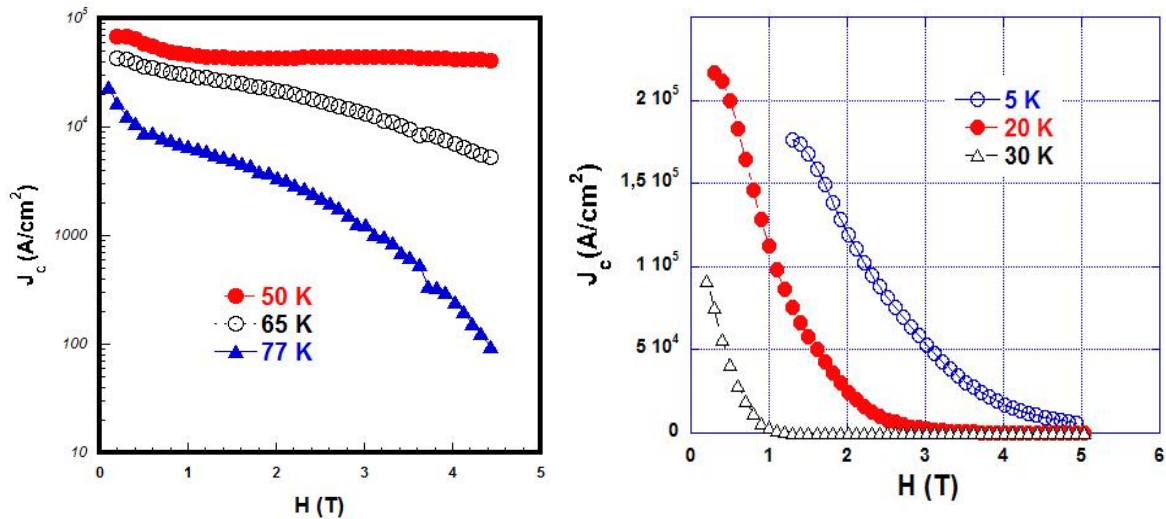 10⁵
10⁴
1000
100
10
J_c (A/cm²)
50 K
65 K
77 K
0 1 2 3 4 5
H (T)
2 10⁵
1,5 10⁵
1 10⁵
5 10⁴
0
J_c (A/cm²)
5 K
20 K
30 K
0 1 2 3 4 5 6
H (T)